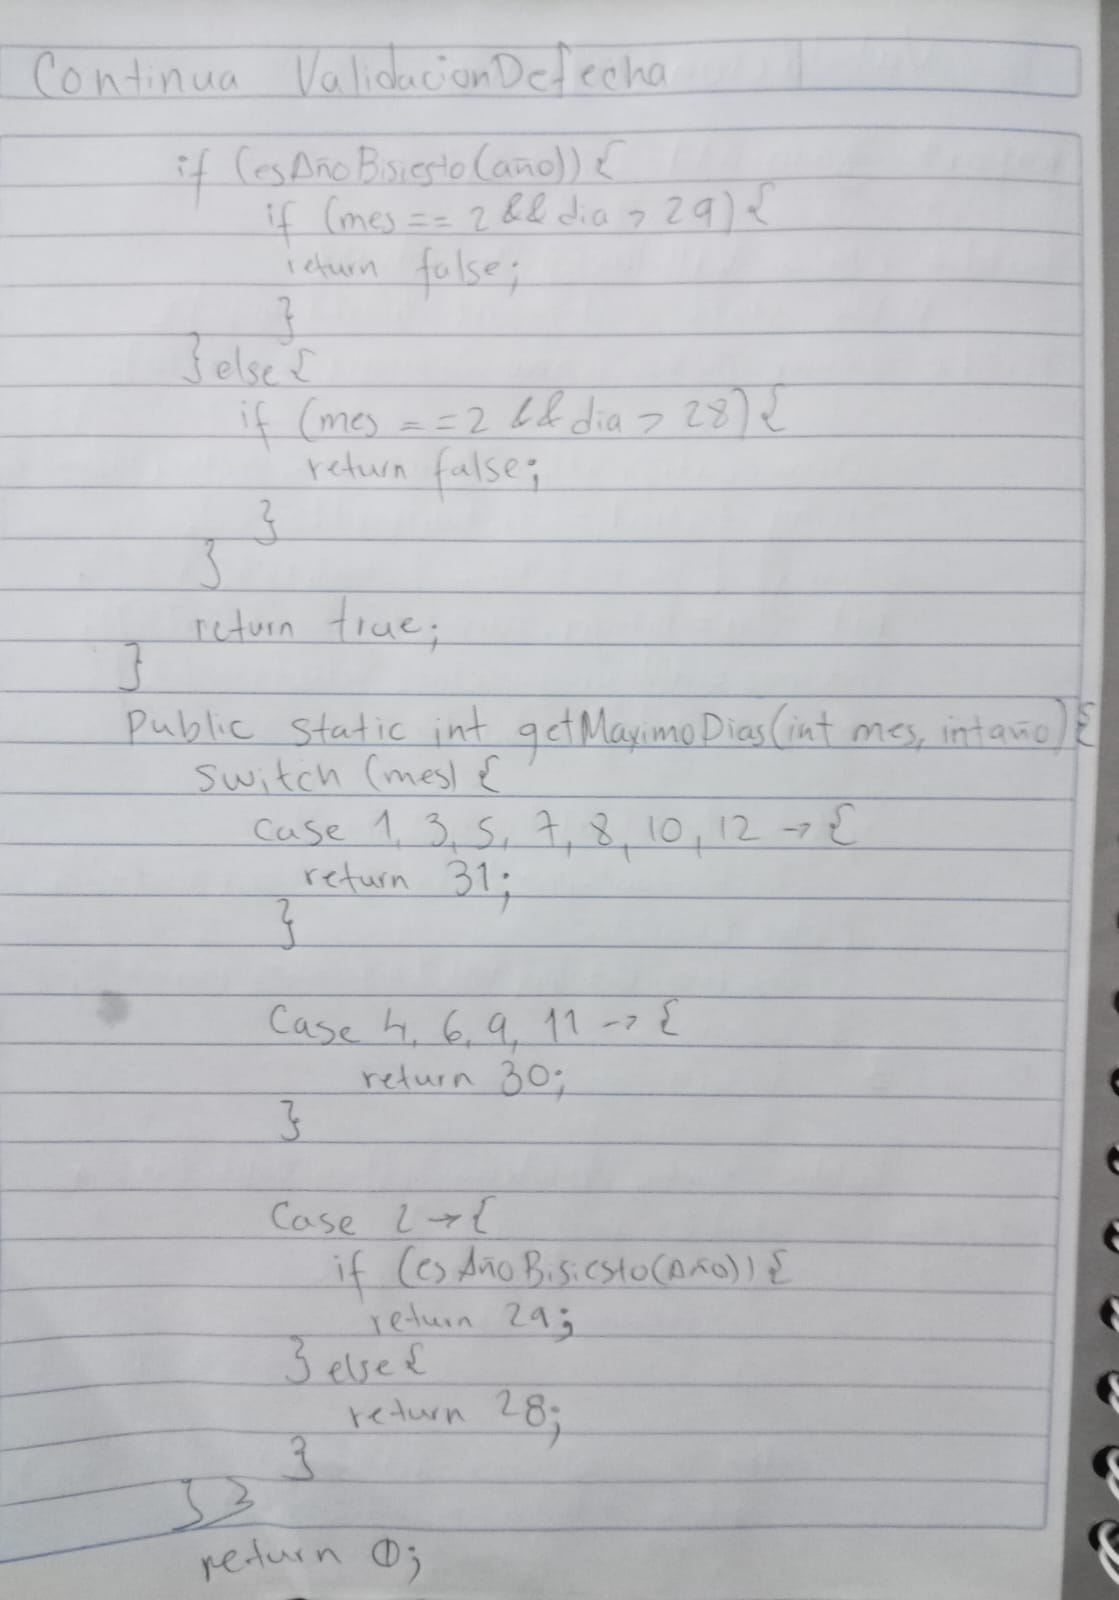 Continua ValidacionDefecha
if (esAñoBisiesto(año)) {
if (mes == 2 && dia > 29) {
return false;
}
} else {
if (mes == 2 && dia > 28) {
return false;
}
}
return true;
}
Public static int getMaximoDias(int mes, int año) {
switch (mes) {
case 1, 3, 5, 7, 8, 10, 12 -> {
return 31;
}
Case 4, 6, 9, 11 -> {
return 30;
}
Case 2 -> {
if (esAñoBisiesto(Año)) {
return 29;
} else {
return 28;
}
} }
return 0;